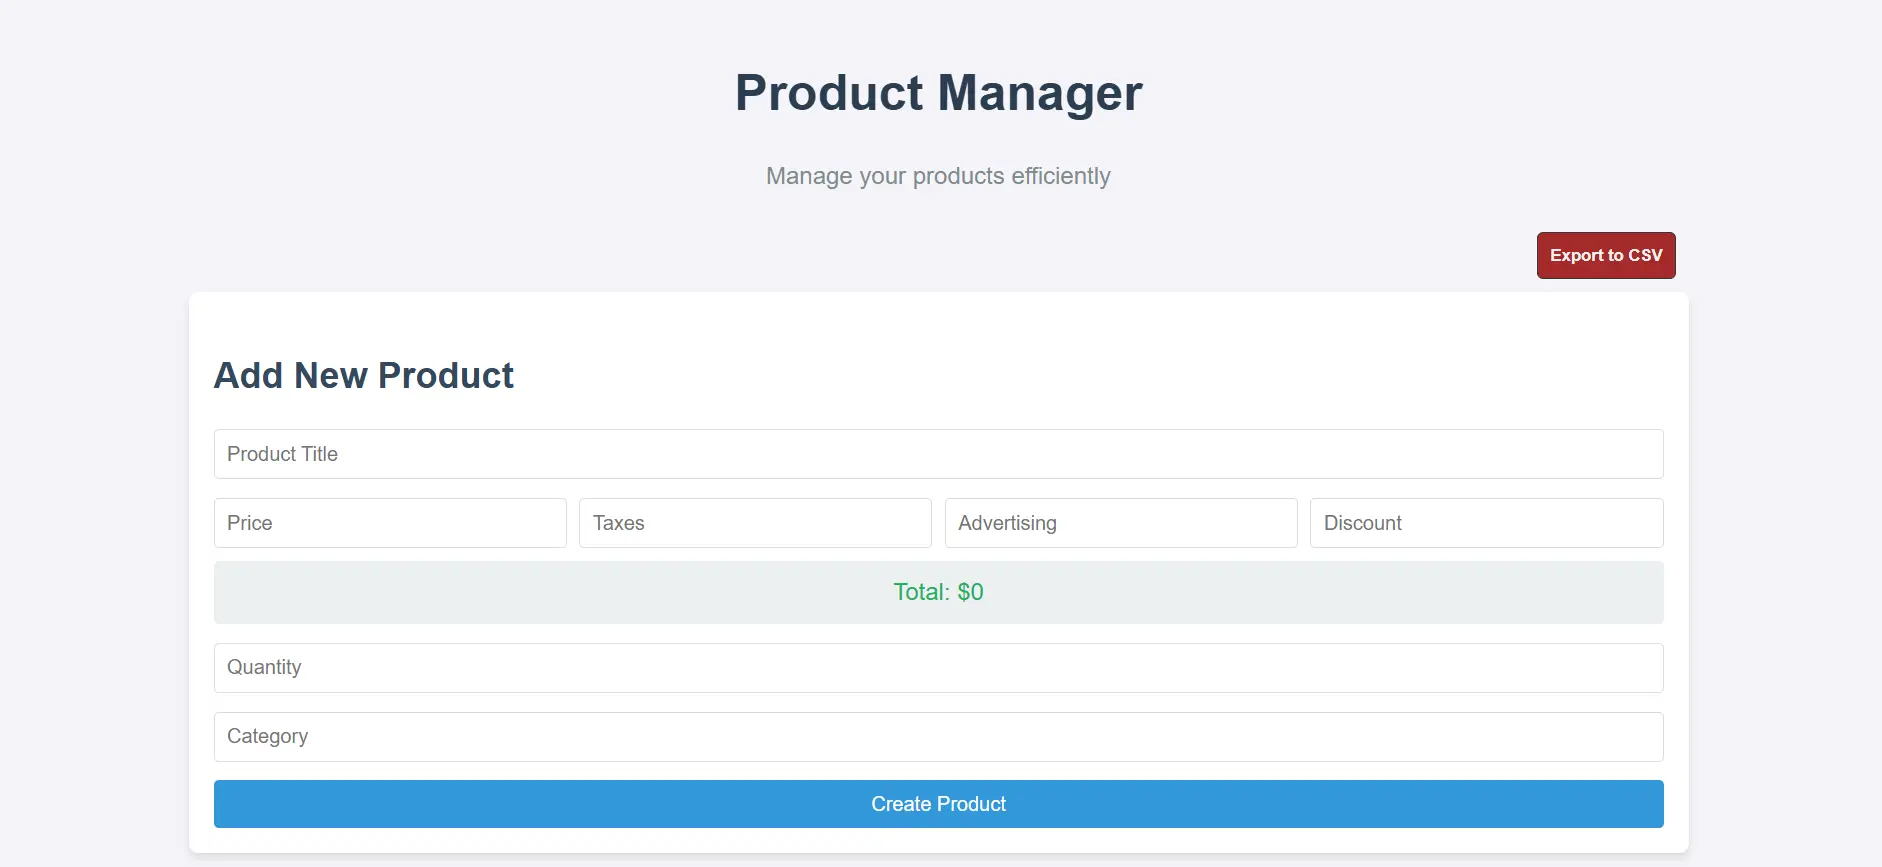 Product Manager
Manage your products efficiently
Export to CSV
Add New Product
Product Title
Price Taxes Advertising Discount
Total: $0
Quantity
Category
Create Product